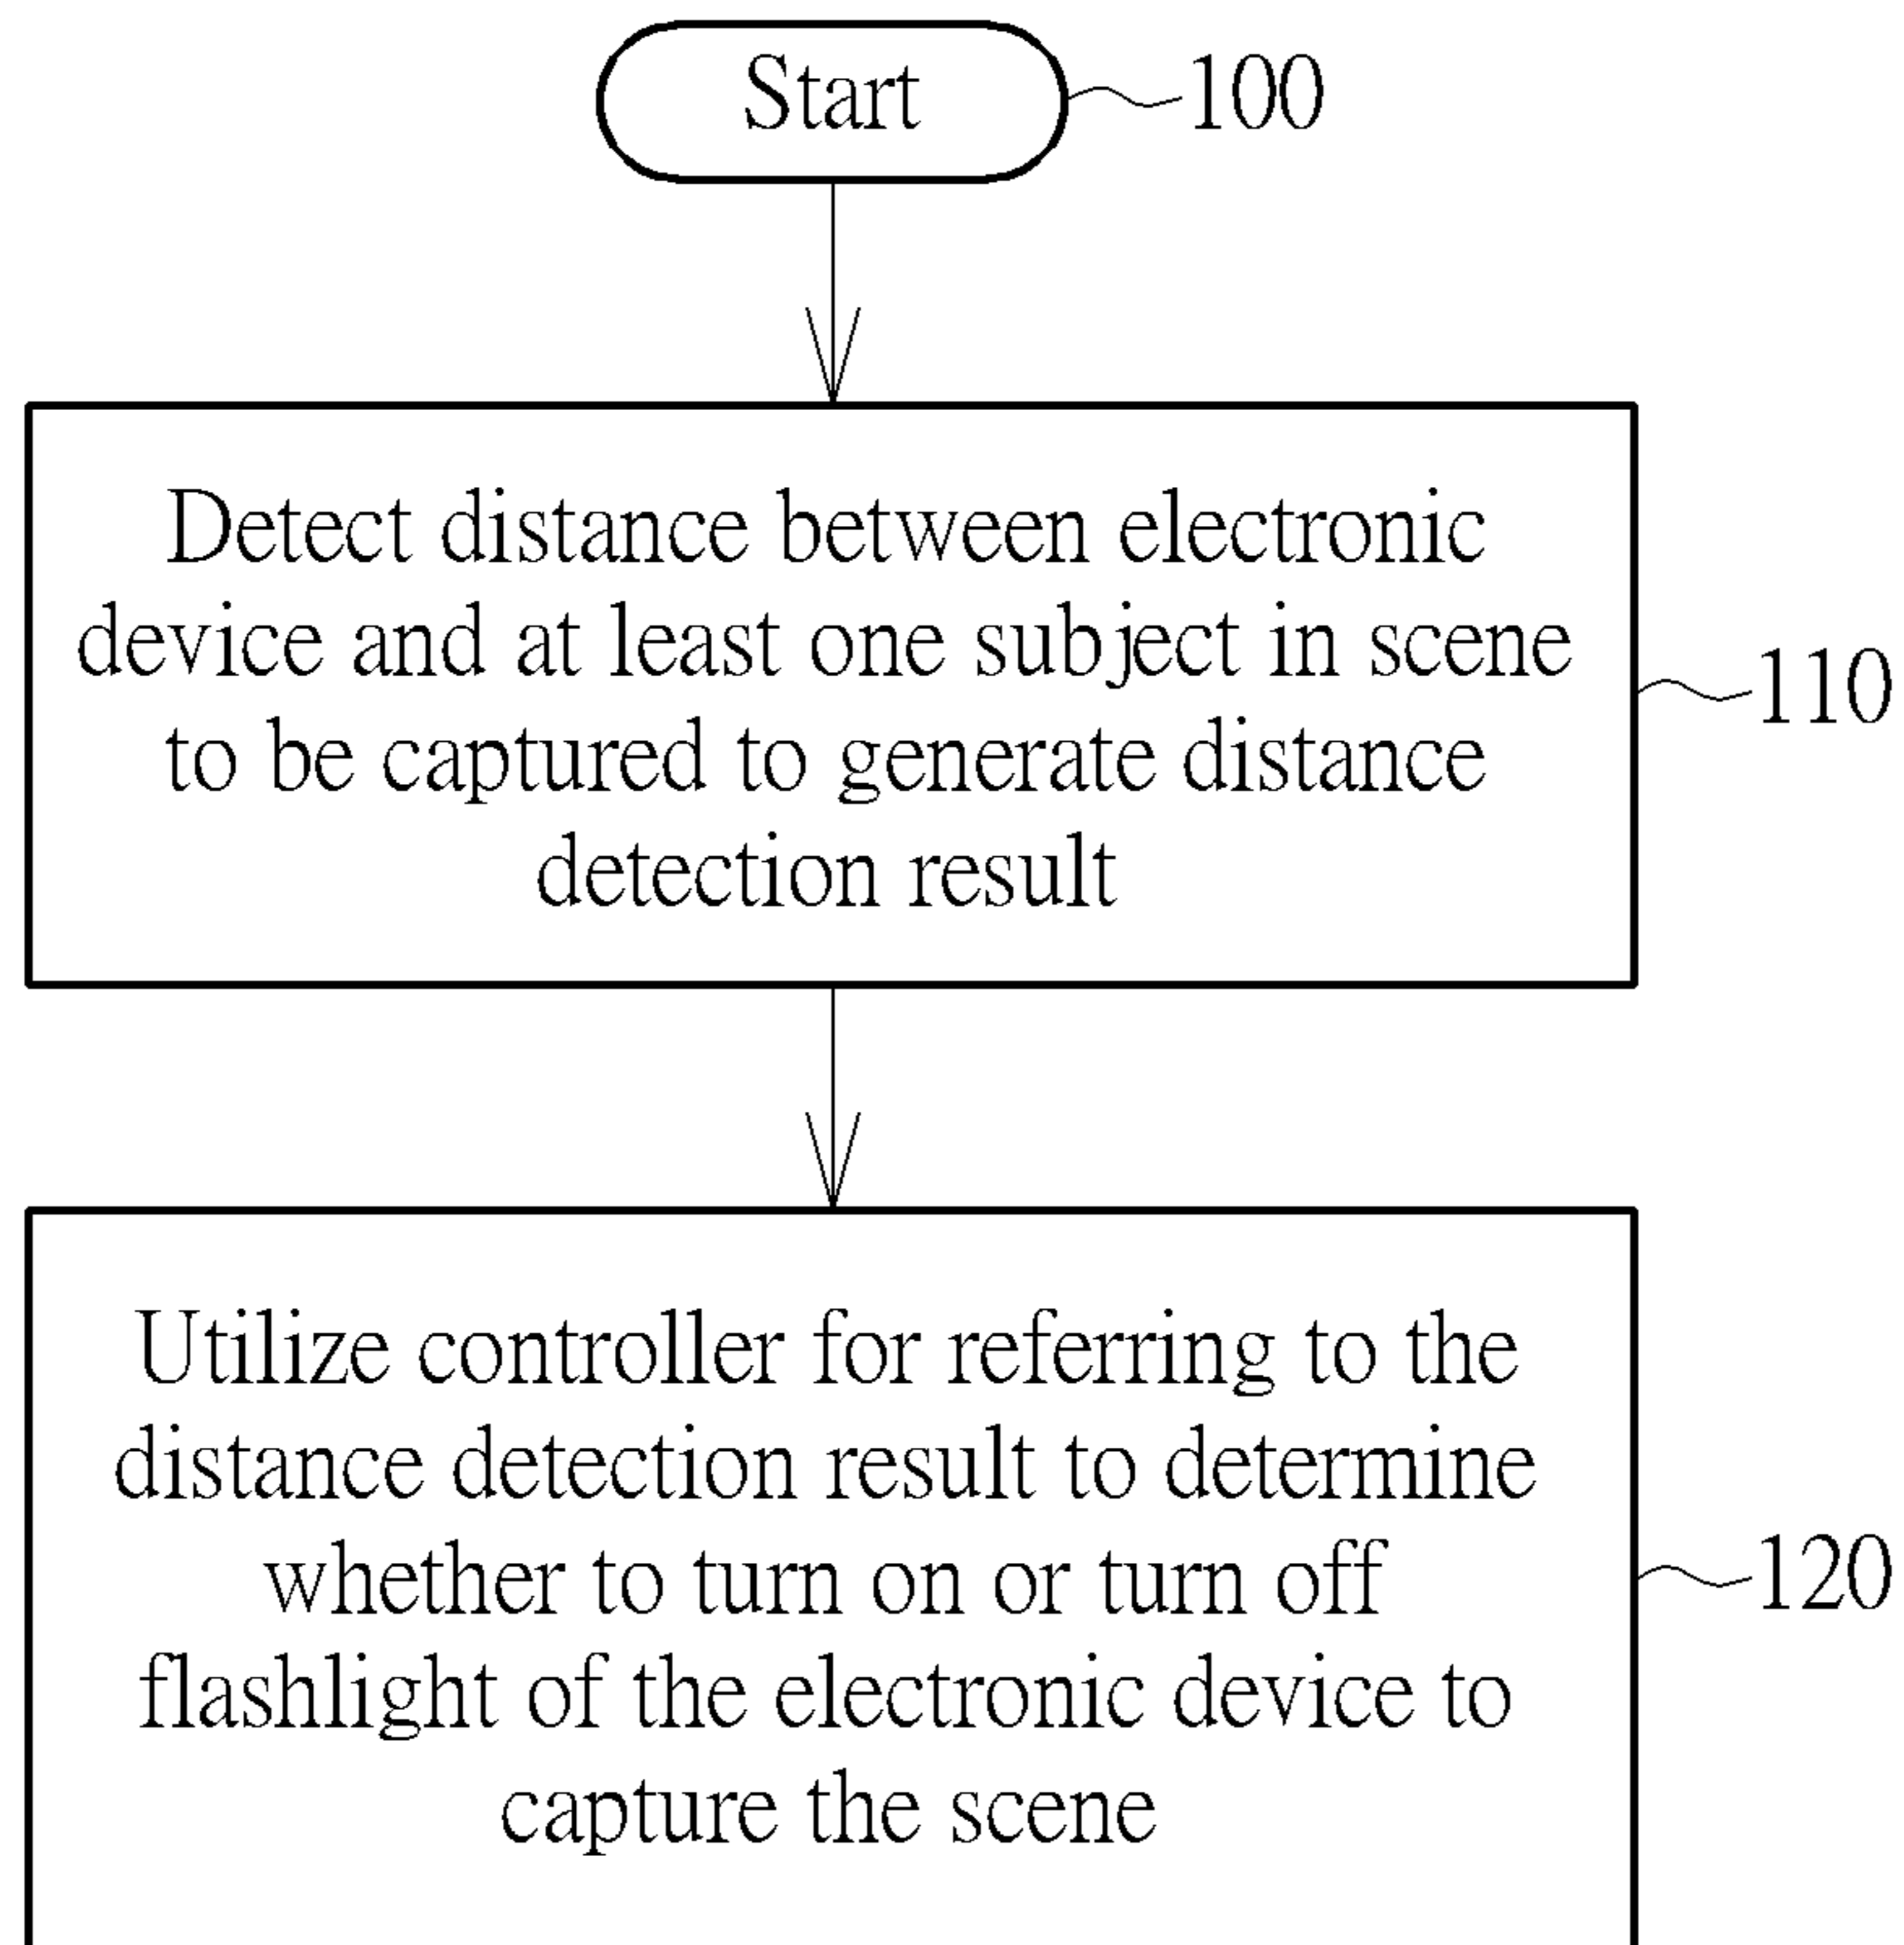 Start
100
Detect distance between electronic
device and at least one subject in scene
to be captured to generate distance
detection result
110
Utilize controller for referring to the
distance detection result to determine
whether to turn on or turn off
flashlight of the electronic device to
capture the scene
120